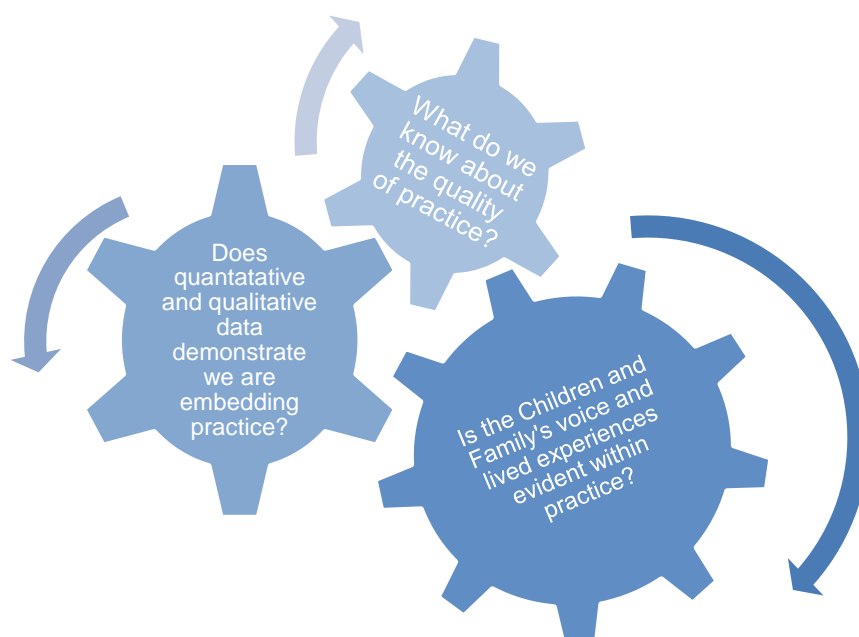 What do we
know about
the quality
of practice?
Does
quantatative
and qualitative
data
demonstrate
we are
embedding
practice?
Is the Children and
Family's voice and
lived experiences
evident within
practice?